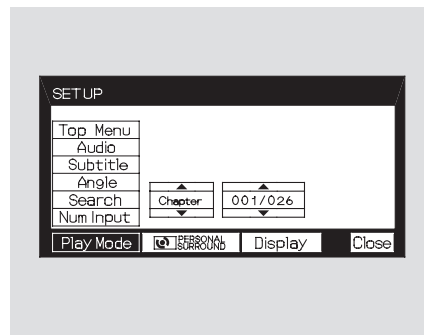 SETUP
Top Menu
Audio
Subtitle
Angle
Search Chapter 001/026
Num Input
Play Mode PERSONAL SURROUND Display Close